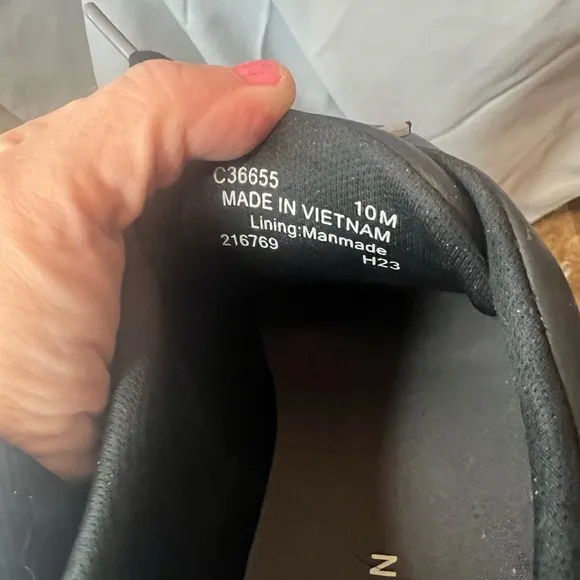 C36655 10M
MADE IN VIETNAM
Lining:Manmade
216769 H23
N